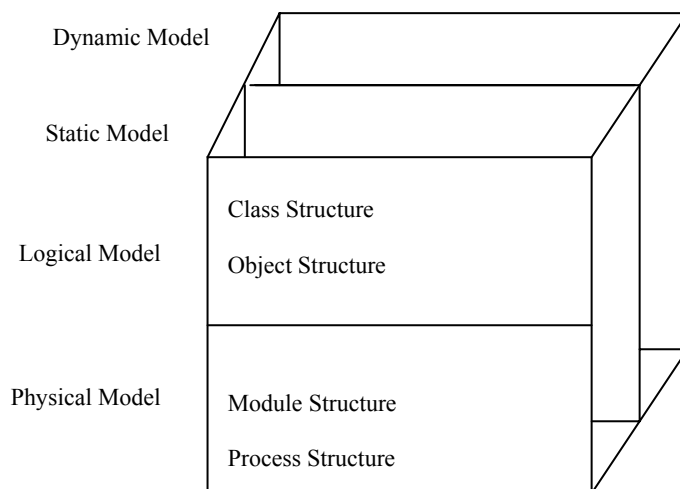 Dynamic Model
Static Model
Class Structure
Logical Model
Object Structure
Physical Model
Module Structure
Process Structure